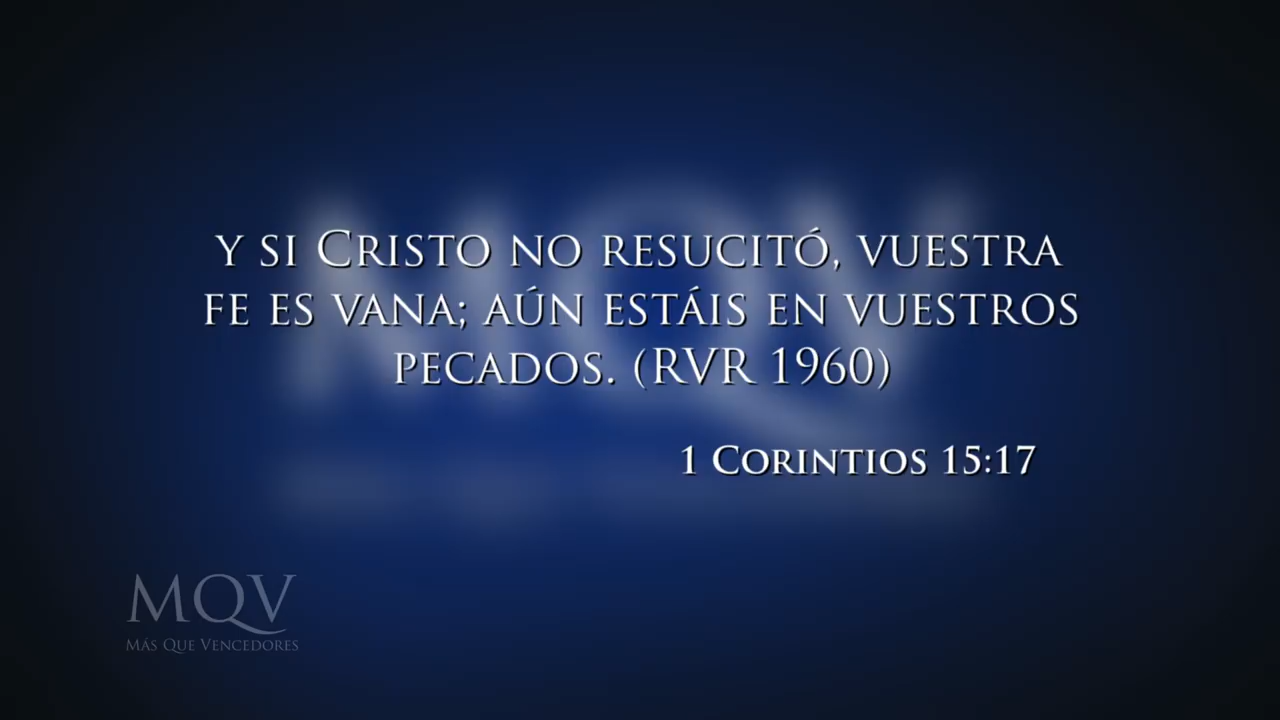 Y SI CRISTO NO RESUCITÓ, VUESTRA
FE ES VANA; AÚN ESTÁIS EN VUESTROS
PECADOS. (RVR 1960)
1 CORINTIOS 15:17
MQV
MÁS QUE VENCEDORES